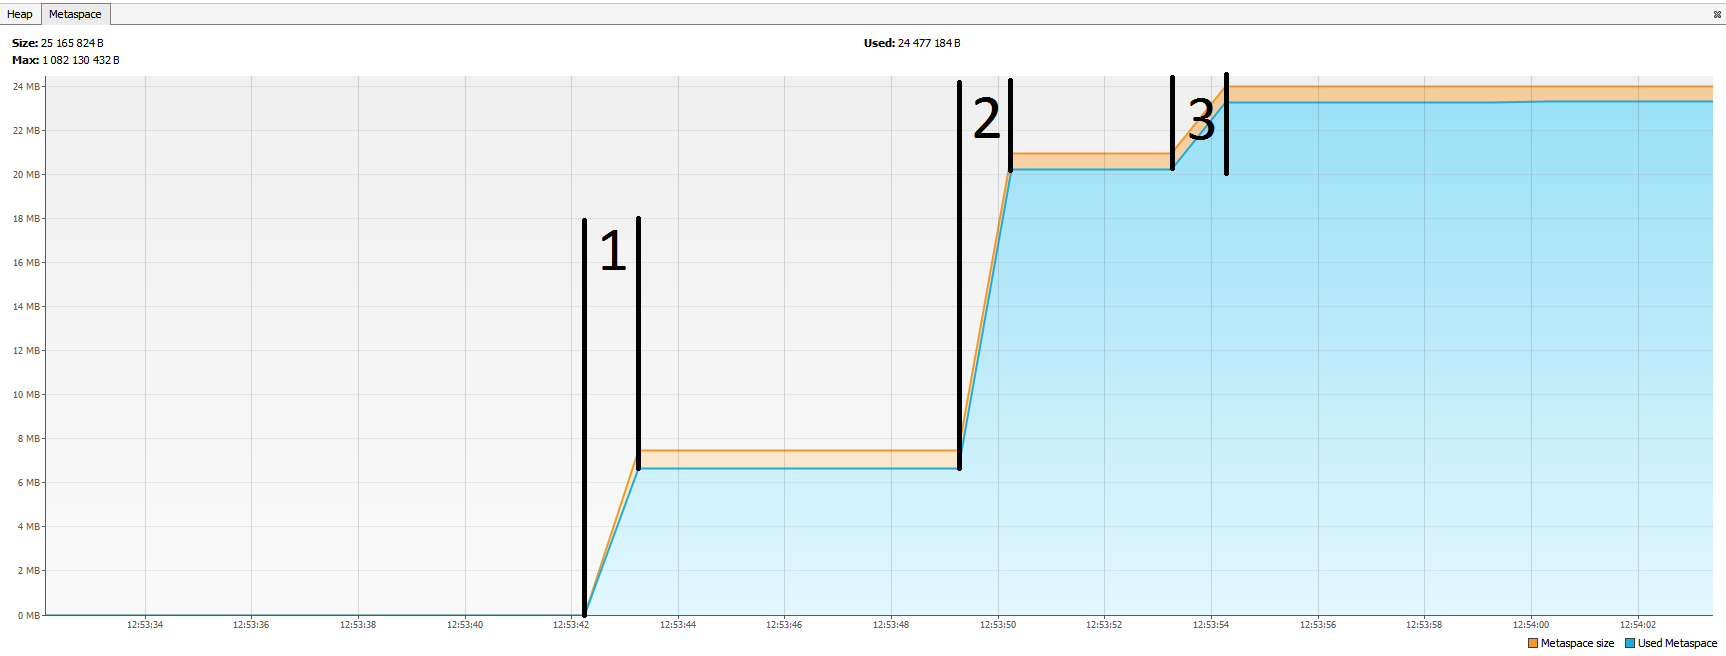 Heap Metaspace
Size: 25 165 824 B
Used: 24 477 184 B
Max: 1 082 130 432 B
24 MB
22 MB
20 MB
18 MB
16 MB
14 MB
12 MB
10 MB
8 MB
6 MB
4 MB
2 MB
0 MB
1
2
3
12:53:34 12:53:36 12:53:38 12:53:40 12:53:42 12:53:44 12:53:46 12:53:48 12:53:50 12:53:52 12:53:54 12:53:56 12:53:58 12:54:00 12:54:02
Metaspace size Used Metaspace